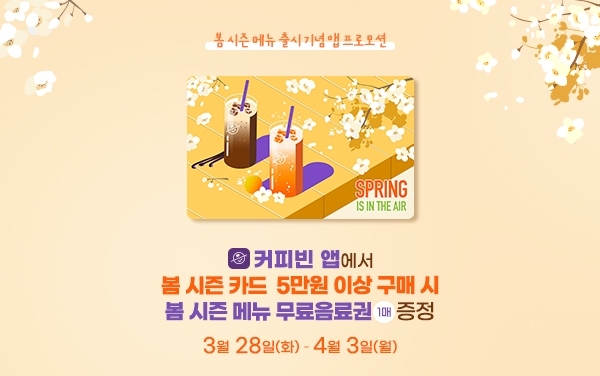 봄 시즌 메뉴 출시 기념 앱 프로모션
SPRING
IS IN THE AIR
커피빈 앱에서
봄 시즌 카드 5만원 이상 구매 시
봄 시즌 메뉴 무료음료권 1매 증정
3월 28일(화) - 4월 3일(월)